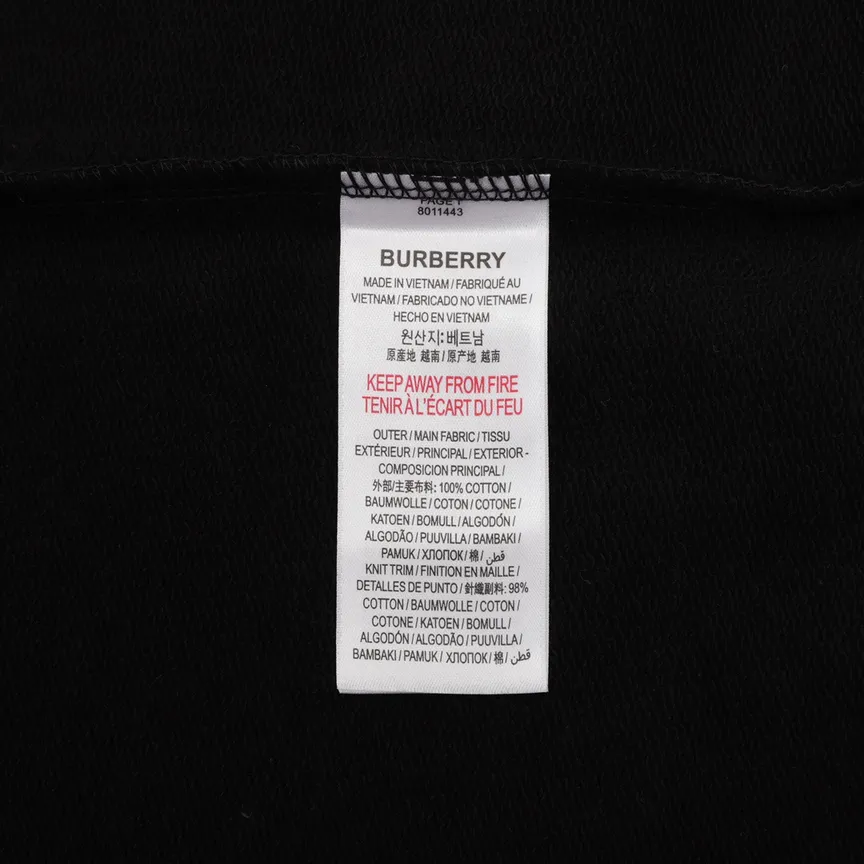 PAGE 1
8011443
BURBERRY
MADE IN VIETNAM / FABRIQUÉ AU
VIETNAM / FABRICADO NO VIETNAME /
HECHO EN VIETNAM
원산지: 베트남
原産地 越南 / 原产地 越南
KEEP AWAY FROM FIRE
TENIR À L'ÉCART DU FEU
OUTER / MAIN FABRIC / TISSU
EXTÉRIEUR / PRINCIPAL / EXTERIOR -
COMPOSICION PRINCIPAL /
外部/主要布料: 100% COTTON /
BAUMWOLLE / COTON / COTONE /
KATOEN / BOMULL / ALGODÓN /
ALGODÃO / PUUVILLA / BAMBAKI /
PAMUK / ХЛОПОК / 棉 / قطن
KNIT TRIM / FINITION EN MAILLE /
DETALLES DE PUNTO / 針織副料: 98%
COTTON / BAUMWOLLE / COTON /
COTONE / KATOEN / BOMULL /
ALGODÓN / ALGODÃO / PUUVILLA /
BAMBAKI / PAMUK / ХЛОПОК / 棉 / قطن